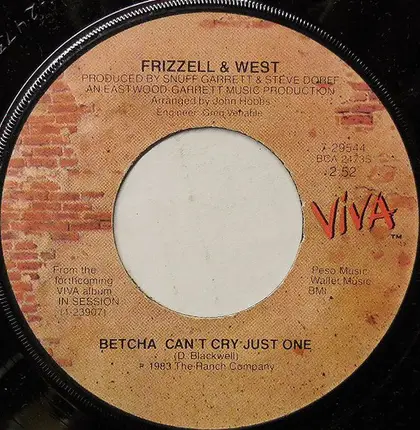 FRIZZELL & WEST
PRODUCED BY SNUFF GARRETT & STEVE DORFF
AN EASTWOOD-GARRETT MUSIC PRODUCTION
Arranged by John Hobbs
Engineer: Greg Venable
7-29544
BCA 2473S
2:52
ViVA
TM
From the
forthcoming
VIVA album
IN SESSION
(1-23907)
Peso Music
Wallet Music
BMI
BETCHA CAN'T CRY JUST ONE
(D. Blackwell)
℗ 1983 The Ranch Company